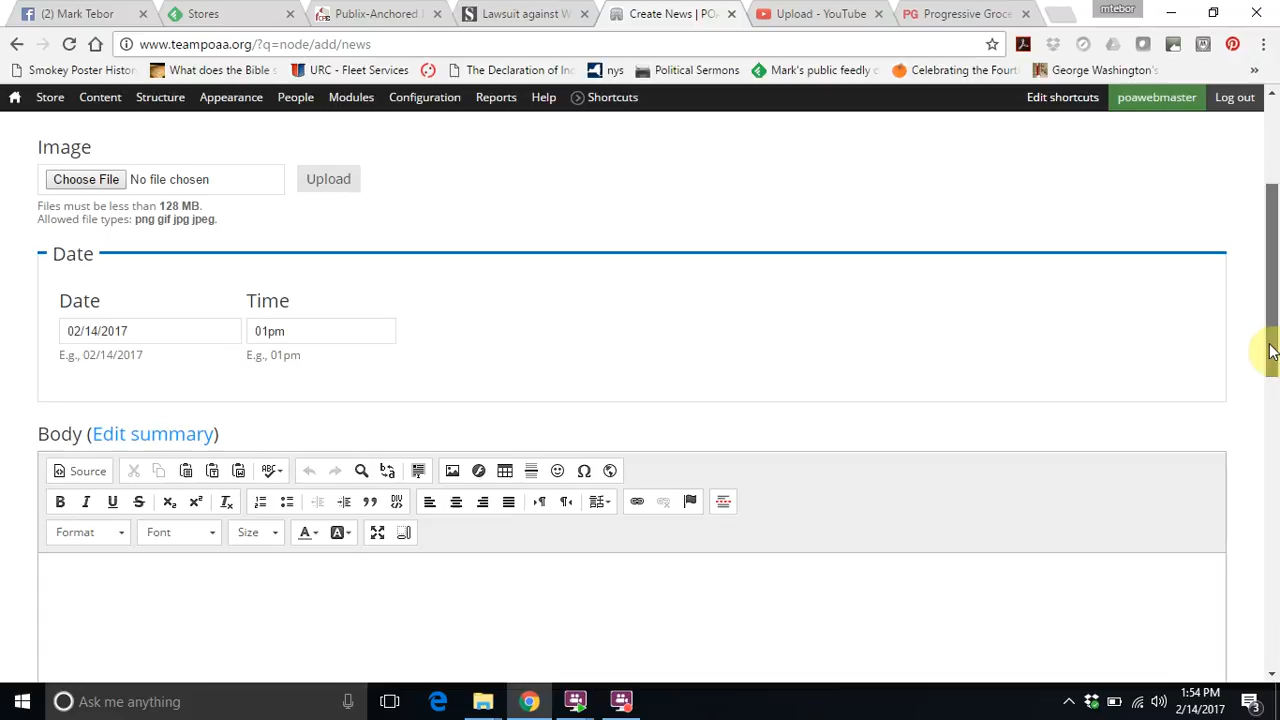 mtebor
(2) Mark Tebor
Stores
Publix-Anchored
Lawsuit against W
Create News | PO
Upload - YouTube
Progressive Groce
www.teampoaa.org/?q=node/add/news
Smokey Poster Histor
What does the Bible s
URC - Fleet Services
The Declaration of In
nys
Political Sermons
Mark's public feedly c
Celebrating the Fourt
George Washington's
»
Store Content Structure Appearance People Modules Configuration Reports Help Shortcuts Edit shortcuts poawebmaster Log out
Image
Choose File No file chosen Upload
Files must be less than 128 MB.
Allowed file types: png gif jpg jpeg.
Date
Date Time
02/14/2017 01pm
E.g., 02/14/2017 E.g., 01pm
Body (Edit summary)
Source
Format Font Size
Ask me anything
1:54 PM
2/14/2017
3